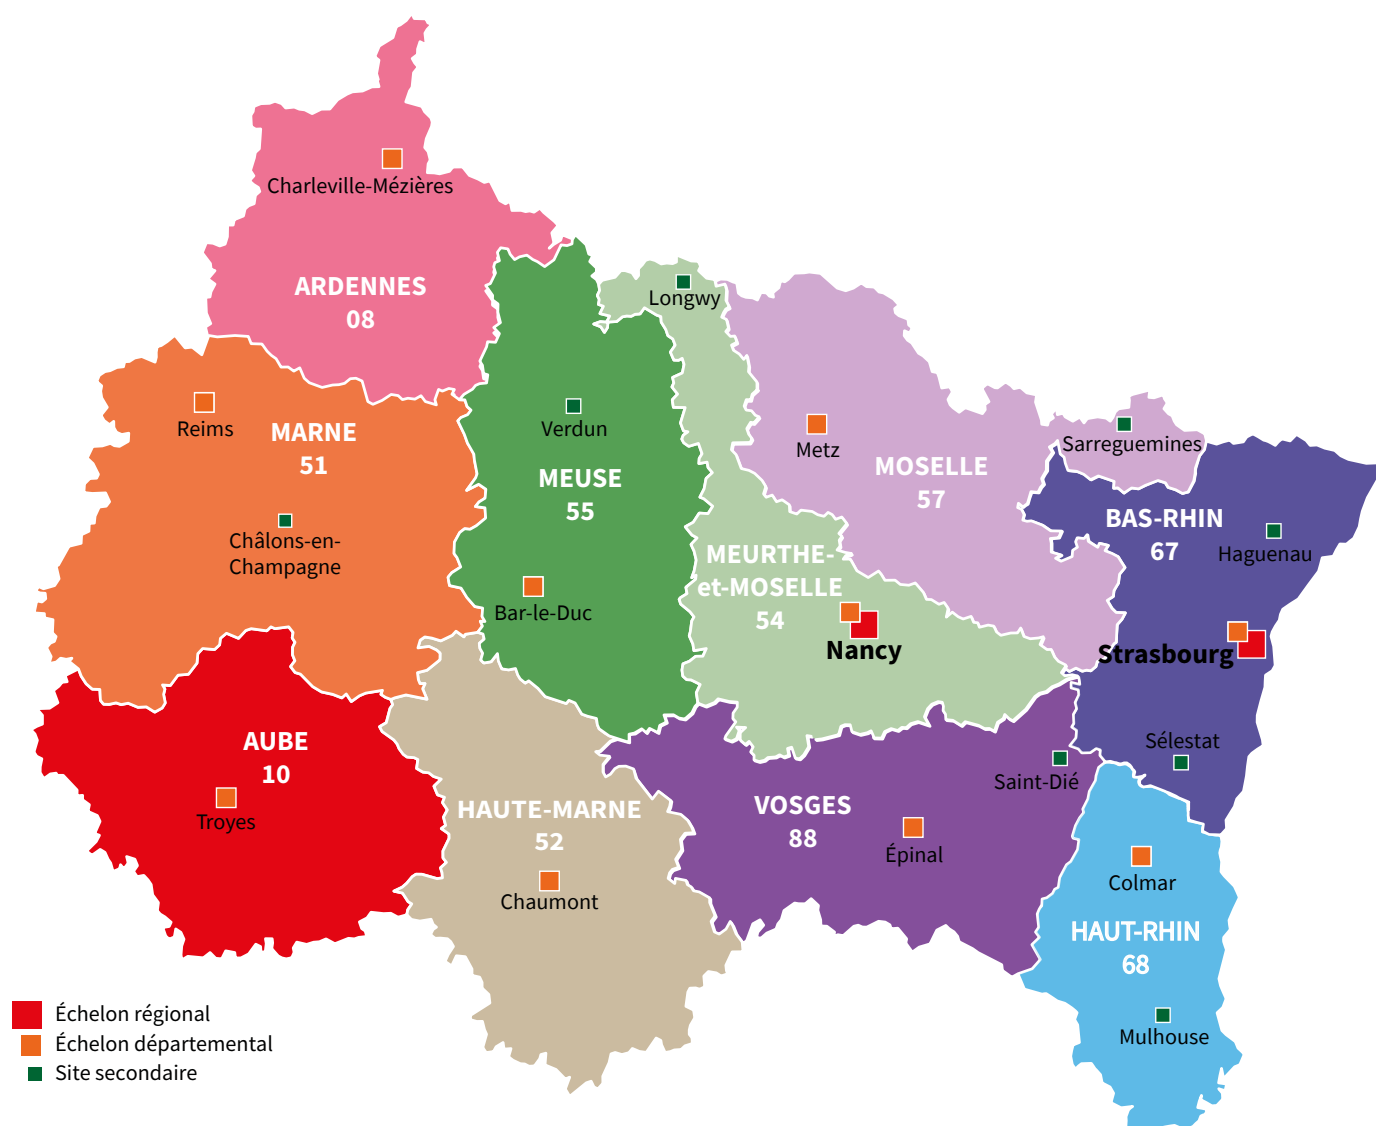 Charleville-Mézières
ARDENNES
08
Longwy
Reims
MARNE
51
Châlons-en-
Champagne
Verdun
MEUSE
55
Bar-le-Duc
Metz
MOSELLE
57
Sarreguemines
BAS-RHIN
67
Haguenau
MEURTHE-
et-MOSELLE
54
Nancy
Strasbourg
Sélestat
AUBE
10
Troyes
HAUTE-MARNE
52
Chaumont
VOSGES
88
Épinal
Saint-Dié
Colmar
HAUT-RHIN
68
Mulhouse
Échelon régional
Échelon départemental
Site secondaire